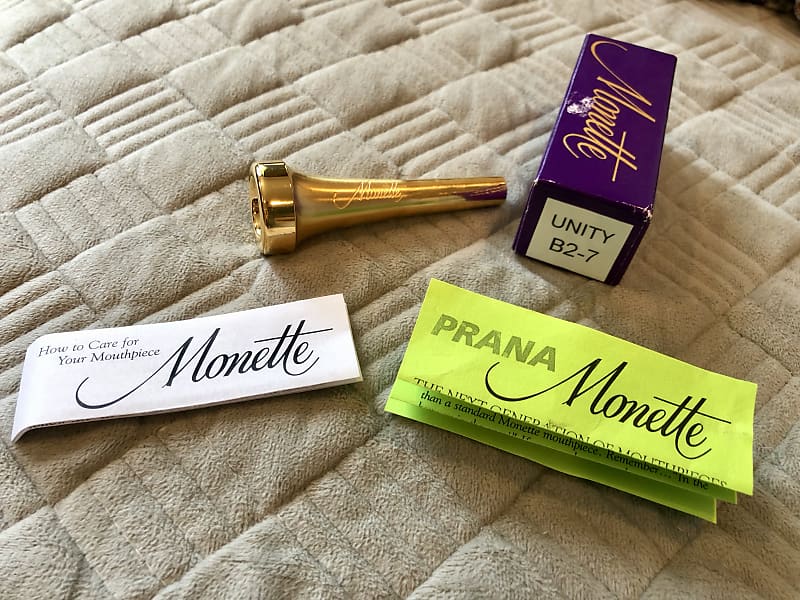 Monette
UNITY
B2-7
Monette
How to Care for
Your Mouthpiece
Monette
PRANA
Monette
THE NEXT GENERATION OF MOUTHPIECES
than a standard Monette mouthpiece. Remember... In the